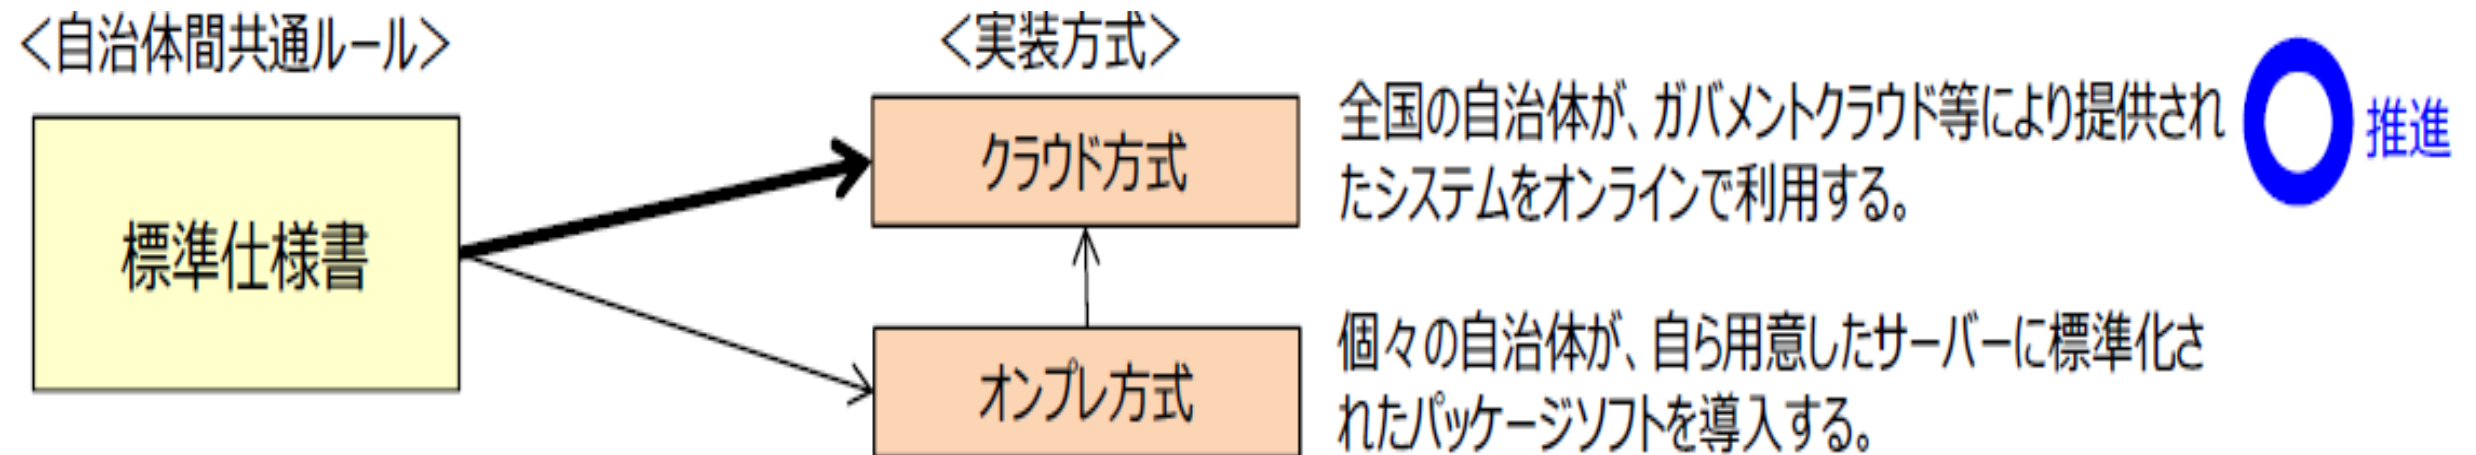 ＜自治体間共通ルール＞
＜実装方式＞
標準仕様書
クラウド方式
全国の自治体が、ガバメントクラウド等により提供され
たシステムをオンラインで利用する。
推進
オンプレ方式
個々の自治体が、自ら用意したサーバーに標準化さ
れたパッケージソフトを導入する。